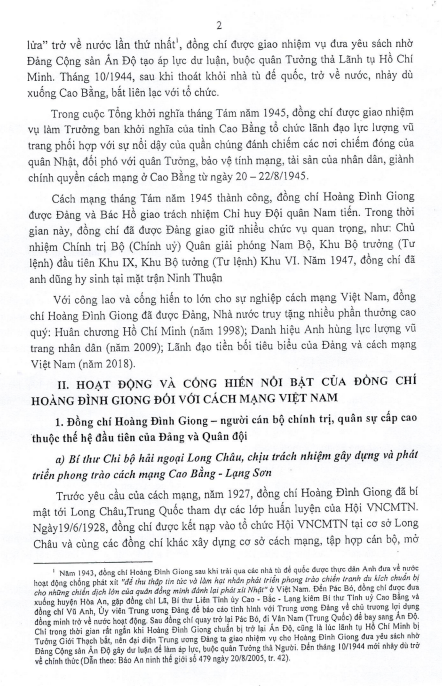 2
lửa” trở về nước lần thứ nhất¹, đồng chí được giao nhiệm vụ đưa yêu sách nhờ
Đảng Cộng sản Ấn Độ tạo áp lực dư luận, buộc quân Tưởng thả Lãnh tụ Hồ Chí
Minh. Tháng 10/1944, sau khi thoát khỏi nhà tù đế quốc, trở về nước, nhảy dù
xuống Cao Bằng, bắt liên lạc với tổ chức.
Trong cuộc Tổng khởi nghĩa tháng Tám năm 1945, đồng chí được giao nhiệm
vụ làm Trưởng ban khởi nghĩa của tỉnh Cao Bằng tổ chức lãnh đạo lực lượng vũ
trang phối hợp với sự nổi dậy của quần chúng đánh chiếm các nơi chiếm đóng của
quân Nhật, đối phó với quân Tưởng, bảo vệ tính mạng, tài sản của nhân dân, giành
chính quyền cách mạng ở Cao Bằng từ ngày 20 – 22/8/1945.
Cách mạng tháng Tám năm 1945 thành công, đồng chí Hoàng Đình Giong
được Đảng và Bác Hồ giao trách nhiệm Chỉ huy Đội quân Nam tiến. Trong thời
gian này, đồng chí đã được Đảng giao giữ nhiều chức vụ quan trọng, như: Chủ
nhiệm Chính trị Bộ (Chính uỷ) Quân giải phóng Nam Bộ, Khu Bộ trưởng (Tư
lệnh) đầu tiên Khu IX, Khu Bộ tưởng (Tư lệnh) Khu VI. Năm 1947, đồng chí đã
anh dũng hy sinh tại mặt trận Ninh Thuận
Với công lao và cống hiến to lớn cho sự nghiệp cách mạng Việt Nam, đồng
chí Hoàng Đình Giong đã được Đảng, Nhà nước truy tặng nhiều phần thưởng cao
quý: Huân chương Hồ Chí Minh (năm 1998); Danh hiệu Anh hùng lực lượng vũ
trang nhân dân (năm 2009); Lãnh đạo tiền bối tiêu biểu của Đảng và cách mạng
Việt Nam (năm 2018).
II. HOẠT ĐỘNG VÀ CỐNG HIẾN NỔI BẬT CỦA ĐỒNG CHÍ
HOÀNG ĐÌNH GIONG ĐỐI VỚI CÁCH MẠNG VIỆT NAM
1. Đồng chí Hoàng Đình Giong – người cán bộ chính trị, quân sự cấp cao
thuộc thế hệ đầu tiên của Đảng và Quân đội
a) Bí thư Chi bộ hải ngoại Long Châu, chịu trách nhiệm gây dựng và phát
triển phong trào cách mạng Cao Bằng - Lạng Sơn
Trước yêu cầu của cách mạng, năm 1927, đồng chí Hoàng Đình Giong đã bí
mật tới Long Châu,Trung Quốc tham dự các lớp huấn luyện của Hội VNCMTN.
Ngày19/6/1928, đồng chí được kết nạp vào tổ chức Hội VNCMTN tại cơ sở Long
Châu và cùng các đồng chí khác xây dựng cơ sở cách mạng, tập hợp cán bộ, mở
¹ Năm 1943, đồng chí Hoàng Đình Giong sau khi trải qua các nhà tù đế quốc được thực dân Anh đưa về nước
hoạt động chống phát xít "để thu thập tin tức và làm hạt nhân phát triển phong trào chiến tranh du kích chuẩn bị
cho những chiến dịch lớn của quân đồng minh đánh lại phát xít Nhật" ở Việt Nam. Đến Pác Bó, đồng chí được đưa
xuống huyện Hòa An, gặp đồng chí Lã, Bí thư Liên Tỉnh ủy Cao - Bắc - Lạng kiêm Bí thư Tỉnh uỷ Cao Bằng và
đồng chí Vũ Anh, Ủy viên Trung ương Đảng để báo cáo tình hình với Trung ương Đảng về chủ trương lợi dụng
đồng minh trở về nước hoạt động. Sau đồng chí quay trở lại Pác Bó, đi Vân Nam (Trung Quốc) để bay sang Ấn Độ.
Chí trong thời gian rất ngắn khi Hoàng Đình Giong chuẩn bị trở lại Ấn Độ, cũng là lúc lãnh tụ Hồ Chí Minh bị
Tưởng Giới Thạch bắt, nên đại diện Trung ương Đảng ta giao nhiệm vụ cho Hoàng Đình Giong đưa yêu sách nhờ
Đảng Cộng sản Ấn Độ gây dư luận để làm áp lực, buộc quân Tưởng thả Người. Đến tháng 10/1944 mới nhảy dù trở
về chính thức (Dẫn theo: Báo An ninh thế giới số 479 ngày 20/8/2005, tr. 42).